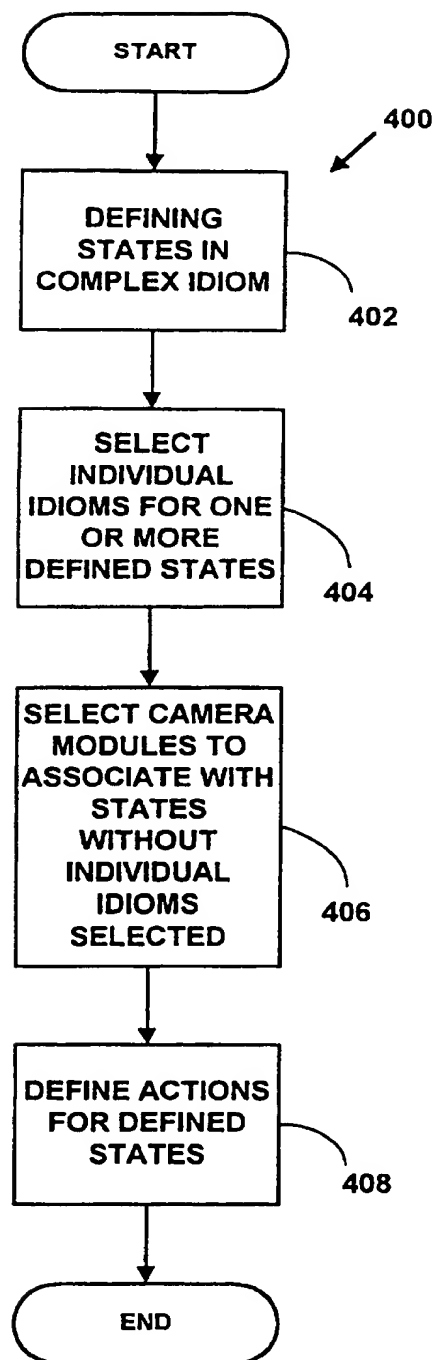 START
400
DEFINING
STATES IN
COMPLEX IDIOM
402
SELECT
INDIVIDUAL
IDIOMS FOR ONE
OR MORE
DEFINED STATES
404
SELECT CAMERA
MODULES TO
ASSOCIATE WITH
STATES
WITHOUT
INDIVIDUAL
IDIOMS
SELECTED
406
DEFINE ACTIONS
FOR DEFINED
STATES
408
END